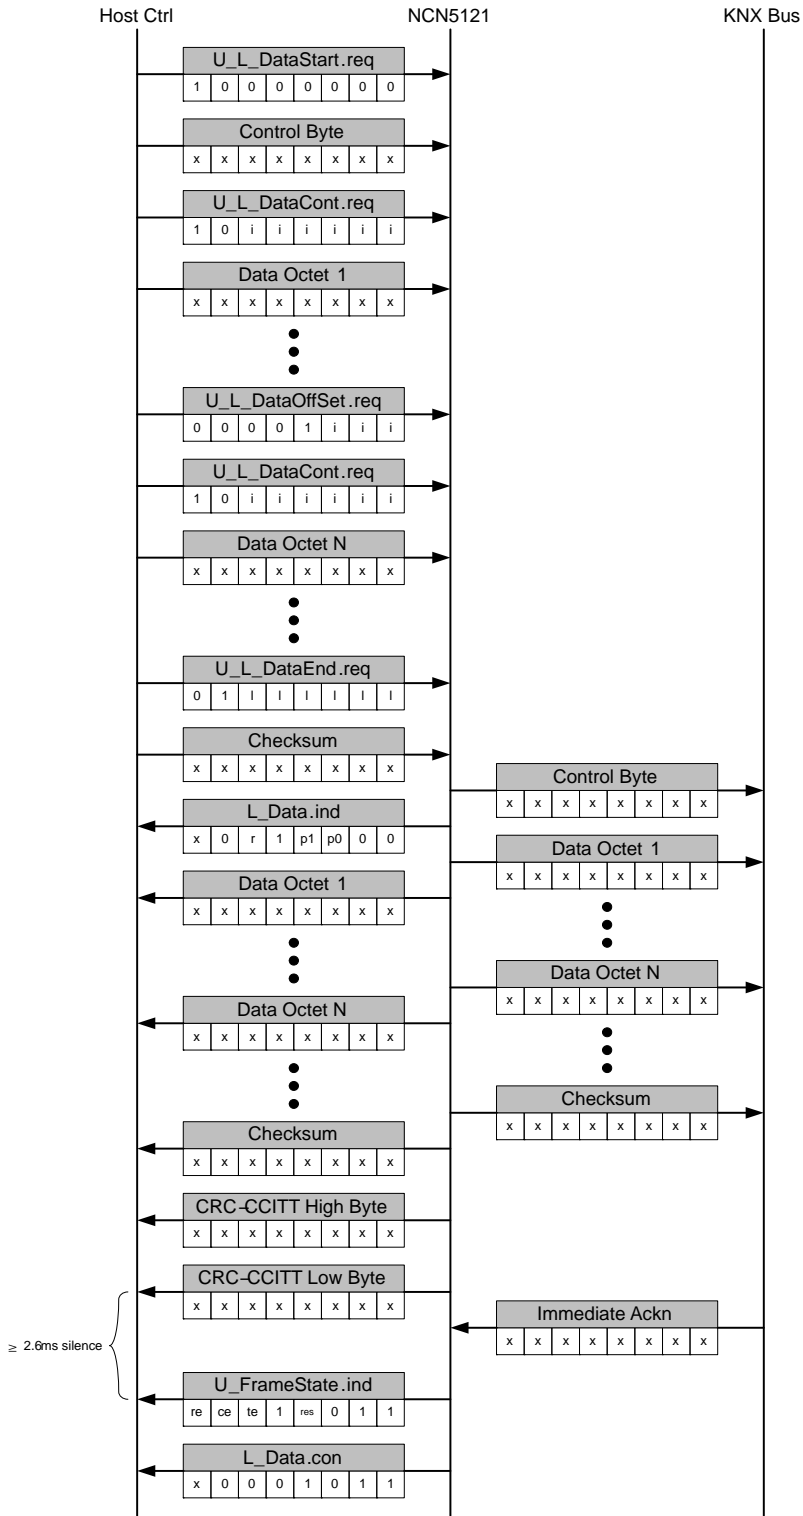 Host Ctrl NCN5121 KNX Bus
U_L_DataStart.req
1 0 0 0 0 0 0 0
Control Byte
x x x x x x x x
U_L_DataCont.req
1 0 i i i i i i
Data Octet 1
x x x x x x x x
U_L_DataOffSet.req
0 0 0 0 1 i i i
U_L_DataCont.req
1 0 i i i i i i
Data Octet N
x x x x x x x x
U_L_DataEnd.req
0 1 l l l l l l
Checksum
x x x x x x x x
Control Byte
x x x x x x x x
L_Data.ind
x 0 r 1 p1 p0 0 0
Data Octet 1
x x x x x x x x
Data Octet 1
x x x x x x x x
Data Octet N
x x x x x x x x
Data Octet N
x x x x x x x x
Checksum
x x x x x x x x
Checksum
x x x x x x x x
CRC-CCITT High Byte
x x x x x x x x
CRC-CCITT Low Byte
x x x x x x x x
Immediate Ackn
x x x x x x x x
≥ 2.6ms silence
U_FrameState.ind
re ce te 1 res 0 1 1
L_Data.con
x 0 0 0 1 0 1 1